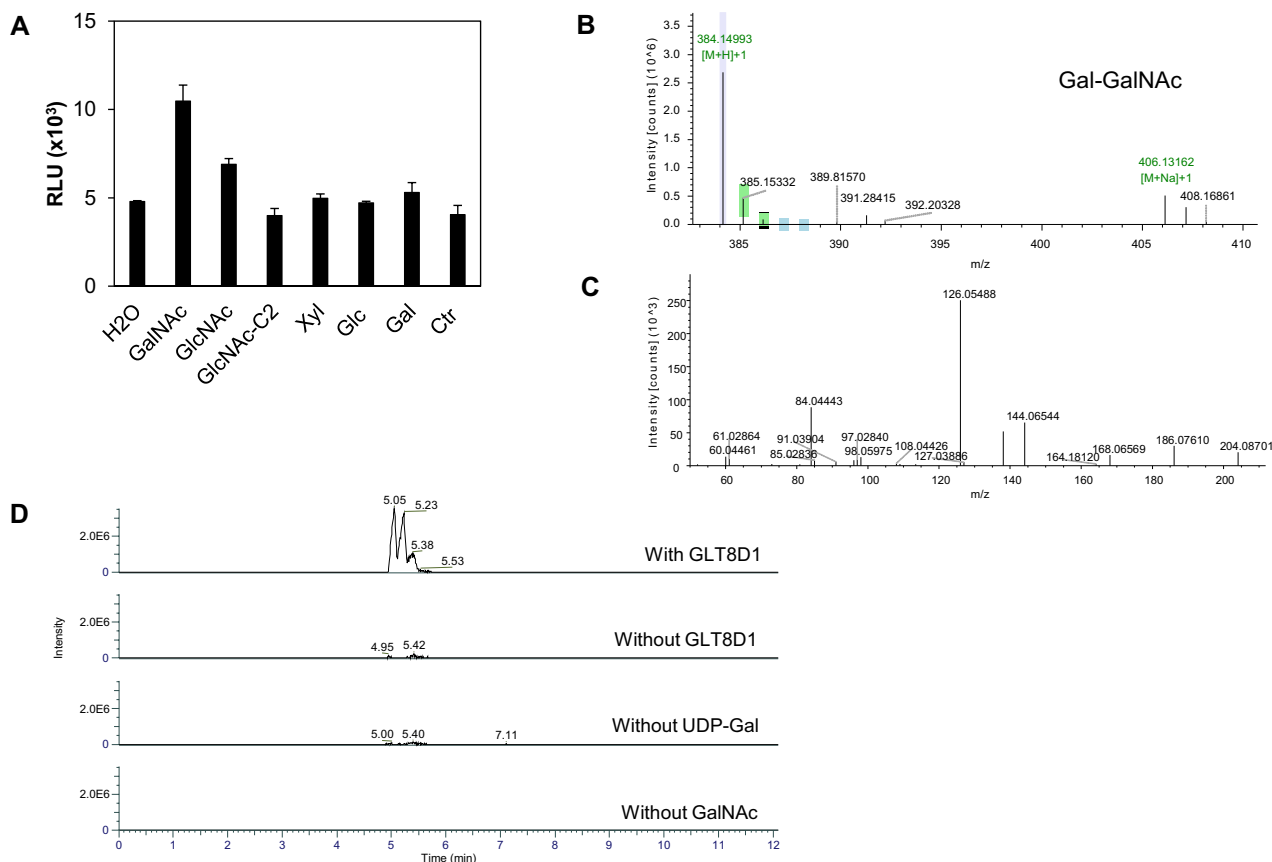 A
15
10
5
0
RLU (x10³)
H2O
GalNAc
GlcNAc
GlcNAc-C2
Xyl
Glc
Gal
Ctr
B
Intensity [counts] (10^6)
3.5
3.0
2.5
2.0
1.5
1.0
0.5
0.0
384.14993
[M+H]+1
Gal-GalNAc
385.15332
389.81570
391.28415
392.20328
406.13162
[M+Na]+1
408.16861
385
390
395
400
405
410
m/z
C
Intensity [counts] (10^3)
250
200
150
100
50
0
126.05488
84.04443
61.02864
60.04461
91.03904
85.02836
97.02840
98.05975
108.04426
127.03886
144.06544
164.18120
168.06569
186.07610
204.08701
60
80
100
120
140
160
180
200
m/z
D
Intensity
2.0E6
0
5.05
5.23
5.38
5.53
With GLT8D1
2.0E6
0
4.95
5.42
Without GLT8D1
2.0E6
0
5.00
5.40
7.11
Without UDP-Gal
2.0E6
0
Without GalNAc
0
1
2
3
4
5
6
7
8
9
10
11
12
Time (min)